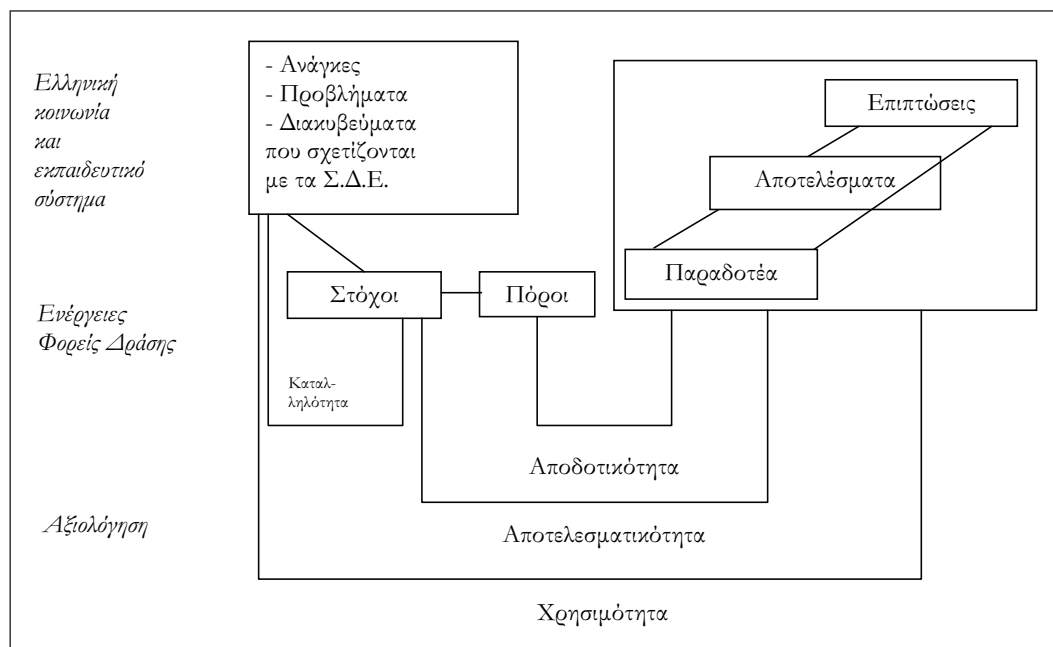 Ελληνική
κοινωνία
και
εκπαιδευτικό
σύστημα
- Ανάγκες
- Προβλήματα
- Διακυβεύματα
που σχετίζονται
με τα Σ.Δ.Ε.
Επιπτώσεις
Αποτελέσματα
Παραδοτέα
Στόχοι
Πόροι
Ενέργειες
Φορείς Δράσης
Καταλ-
ληλότητα
Αποδοτικότητα
Αξιολόγηση
Αποτελεσματικότητα
Χρησιμότητα